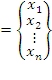 = { x₁
x₂
⋮
xₙ }